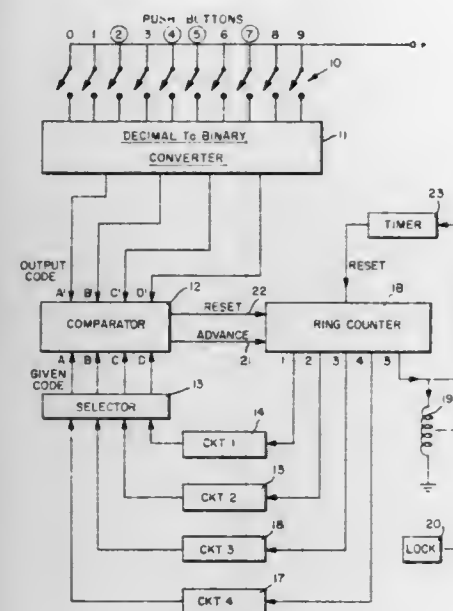 PUSH BUTTONS
0 1 2 3 4 5 6 7 8 9
10
DECIMAL TO BINARY
CONVERTER
11
23
TIMER
OUTPUT
CODE
RESET
A' B' C' D'
12
22
18
COMPARATOR
RESET
RING COUNTER
ADVANCE
21
A B C D
1 2 3 4 5
GIVEN
CODE
13
SELECTOR
14
19
CKT 1
15
CKT 2
18
20
CKT 3
LOCK
17
CKT 4